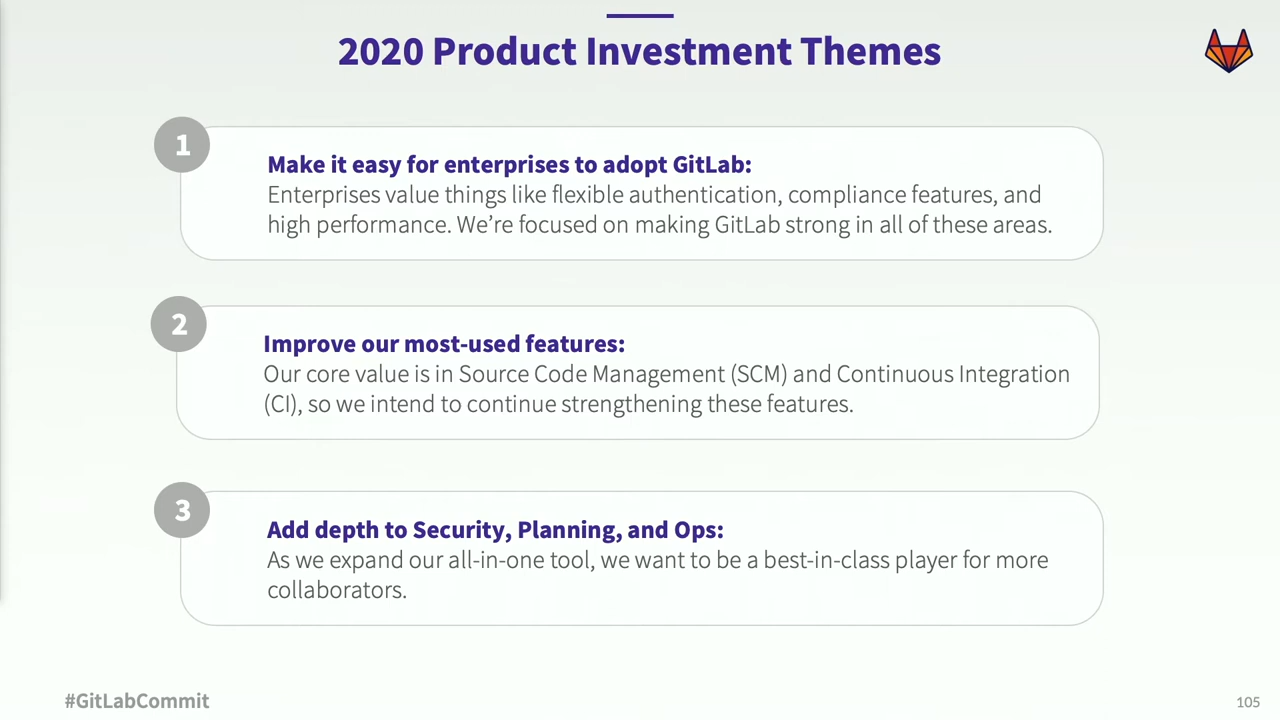 2020 Product Investment Themes
1
Make it easy for enterprises to adopt GitLab:
Enterprises value things like flexible authentication, compliance features, and
high performance. We’re focused on making GitLab strong in all of these areas.
2
Improve our most-used features:
Our core value is in Source Code Management (SCM) and Continuous Integration
(CI), so we intend to continue strengthening these features.
3
Add depth to Security, Planning, and Ops:
As we expand our all-in-one tool, we want to be a best-in-class player for more
collaborators.
#GitLabCommit
105